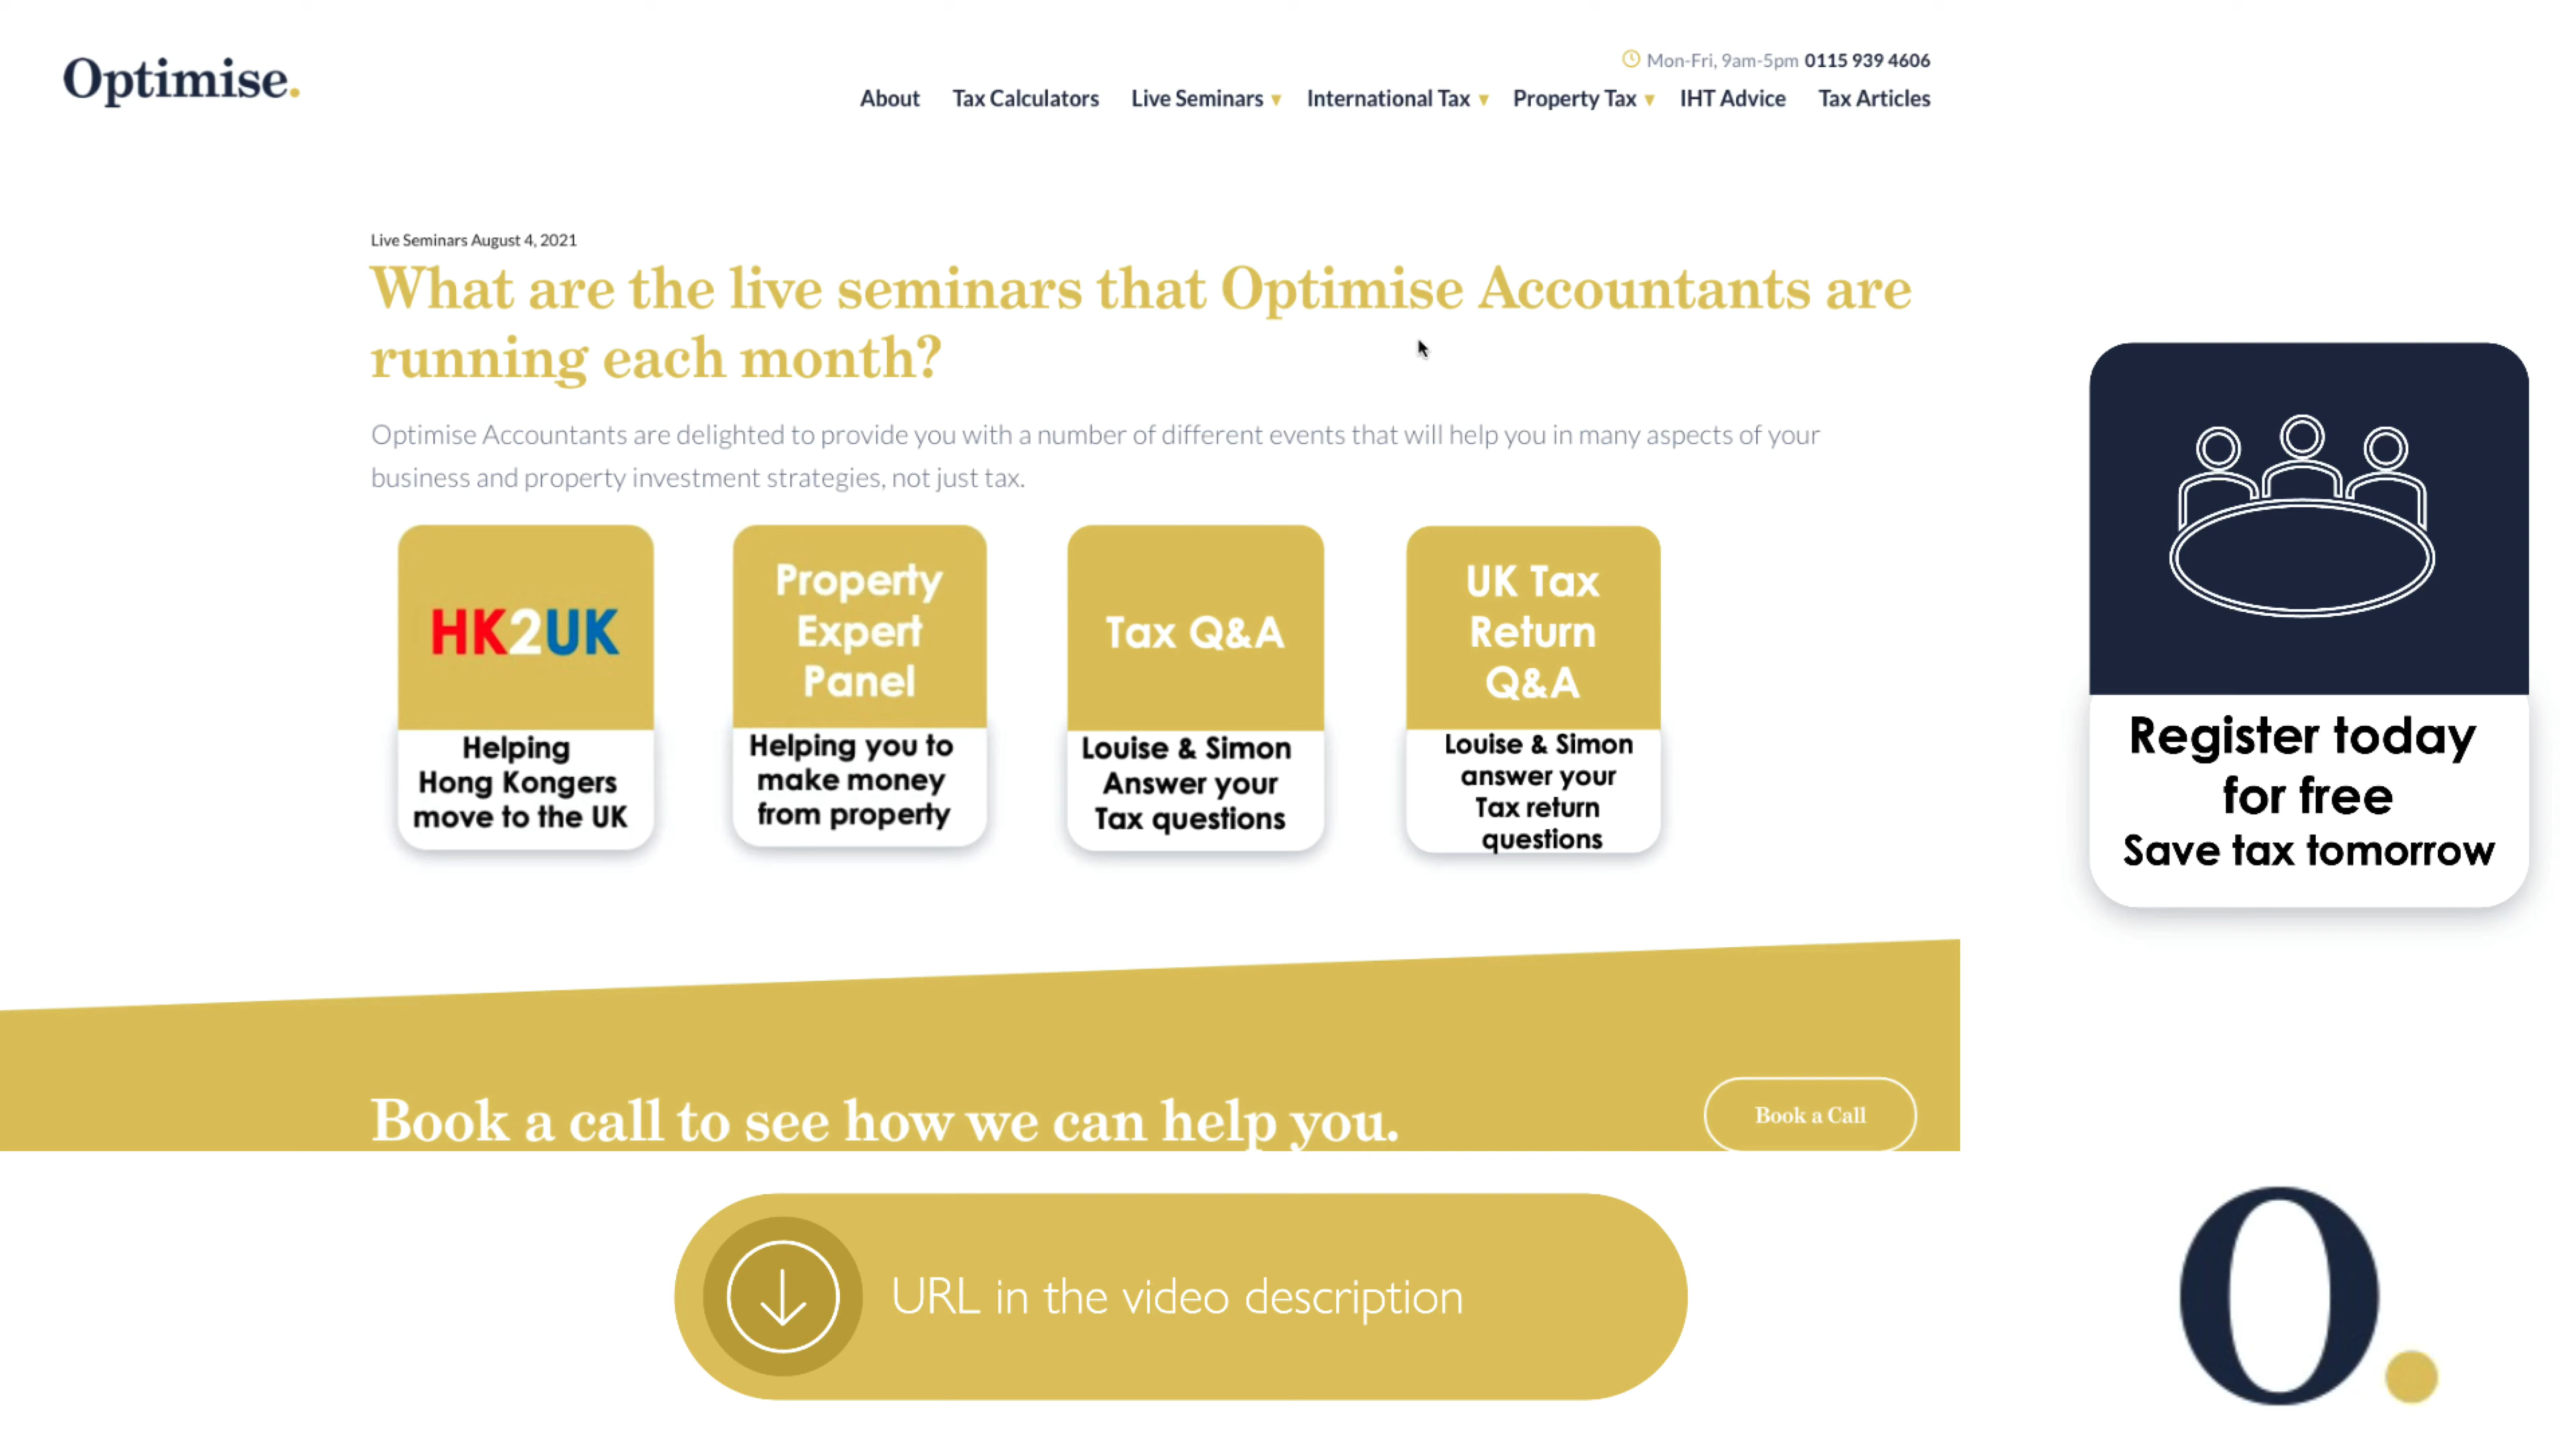 Optimise.
Mon-Fri, 9am-5pm 0115 939 4606
About Tax Calculators Live Seminars International Tax Property Tax IHT Advice Tax Articles
Live Seminars August 4, 2021
What are the live seminars that Optimise Accountants are
running each month?
Optimise Accountants are delighted to provide you with a number of different events that will help you in many aspects of your
business and property investment strategies, not just tax.
HK2UK
Helping
Hong Kongers
move to the UK
Property
Expert
Panel
Helping you to
make money
from property
Tax Q&A
Louise & Simon
Answer your
Tax questions
UK Tax
Return
Q&A
Louise & Simon
answer your
Tax return
questions
Register today
for free
Save tax tomorrow
Book a call to see how we can help you.
Book a Call
URL in the video description
O.